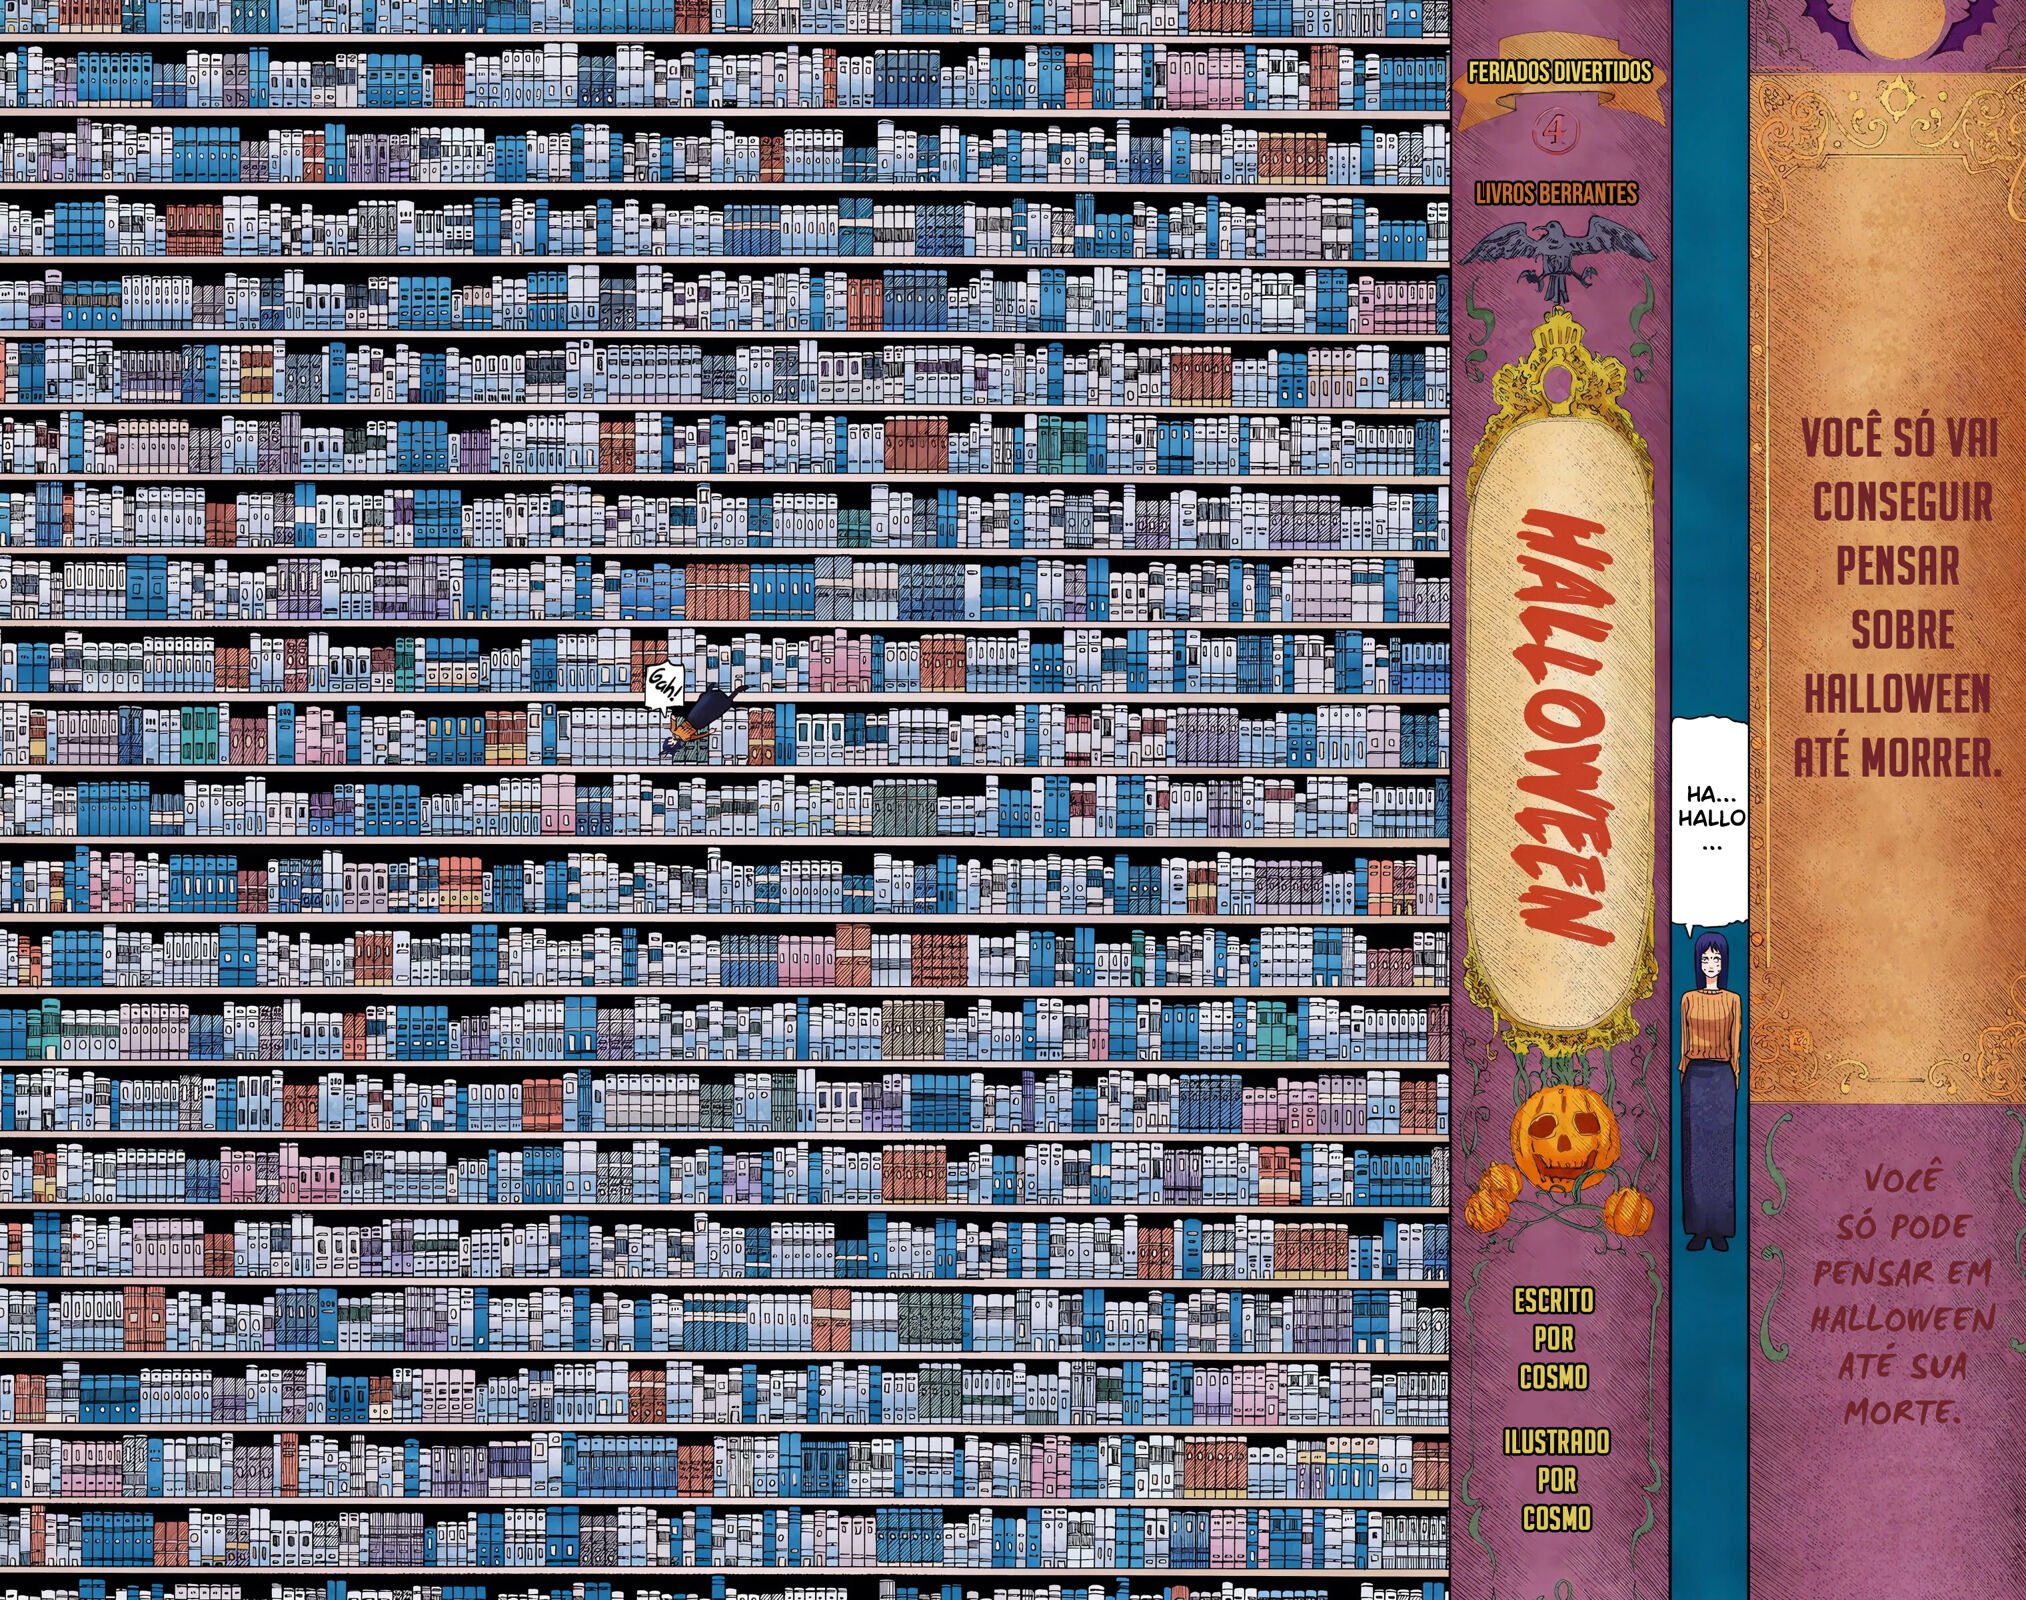 Gah!
FERIADOS DIVERTIDOS
4
LIVROS BERRANTES
HALLOWEEN
ESCRITO
POR
COSMO
ILUSTRADO
POR
COSMO
HA...
HALLO
...
VOCÊ SÓ VAI
CONSEGUIR
PENSAR
SOBRE
HALLOWEEN
ATÉ MORRER.
VOCÊ
SÓ PODE
PENSAR EM
HALLOWEEN
ATÉ SUA
MORTE.